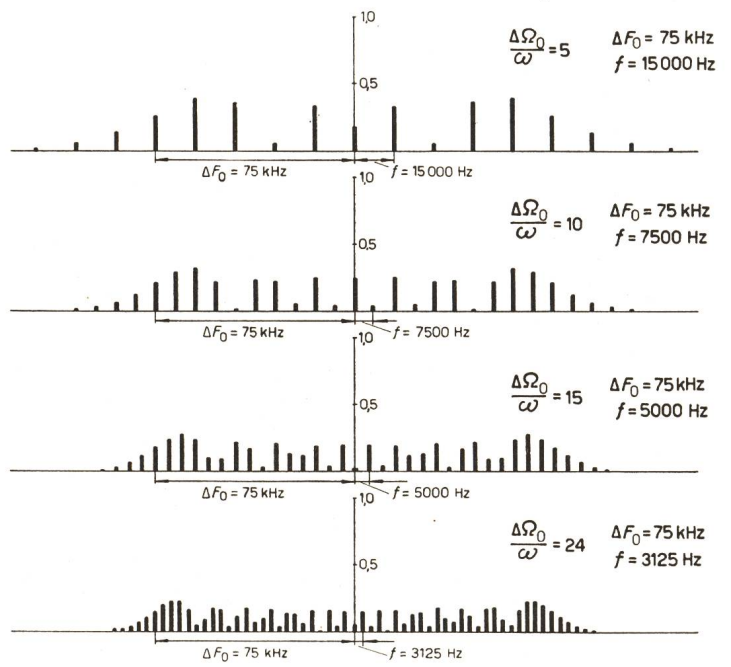 1,0
ΔΩ₀/ω = 5 ΔF₀ = 75 kHz
f = 15 000 Hz
0,5
ΔF₀ = 75 kHz f = 15 000 Hz
1,0
ΔΩ₀/ω = 10 ΔF₀ = 75 kHz
f = 7500 Hz
0,5
ΔF₀ = 75 kHz f = 7500 Hz
1,0
ΔΩ₀/ω = 15 ΔF₀ = 75 kHz
f = 5000 Hz
0,5
ΔF₀ = 75 kHz f = 5000 Hz
1,0
ΔΩ₀/ω = 24 ΔF₀ = 75 kHz
f = 3125 Hz
0,5
ΔF₀ = 75 kHz f = 3125 Hz